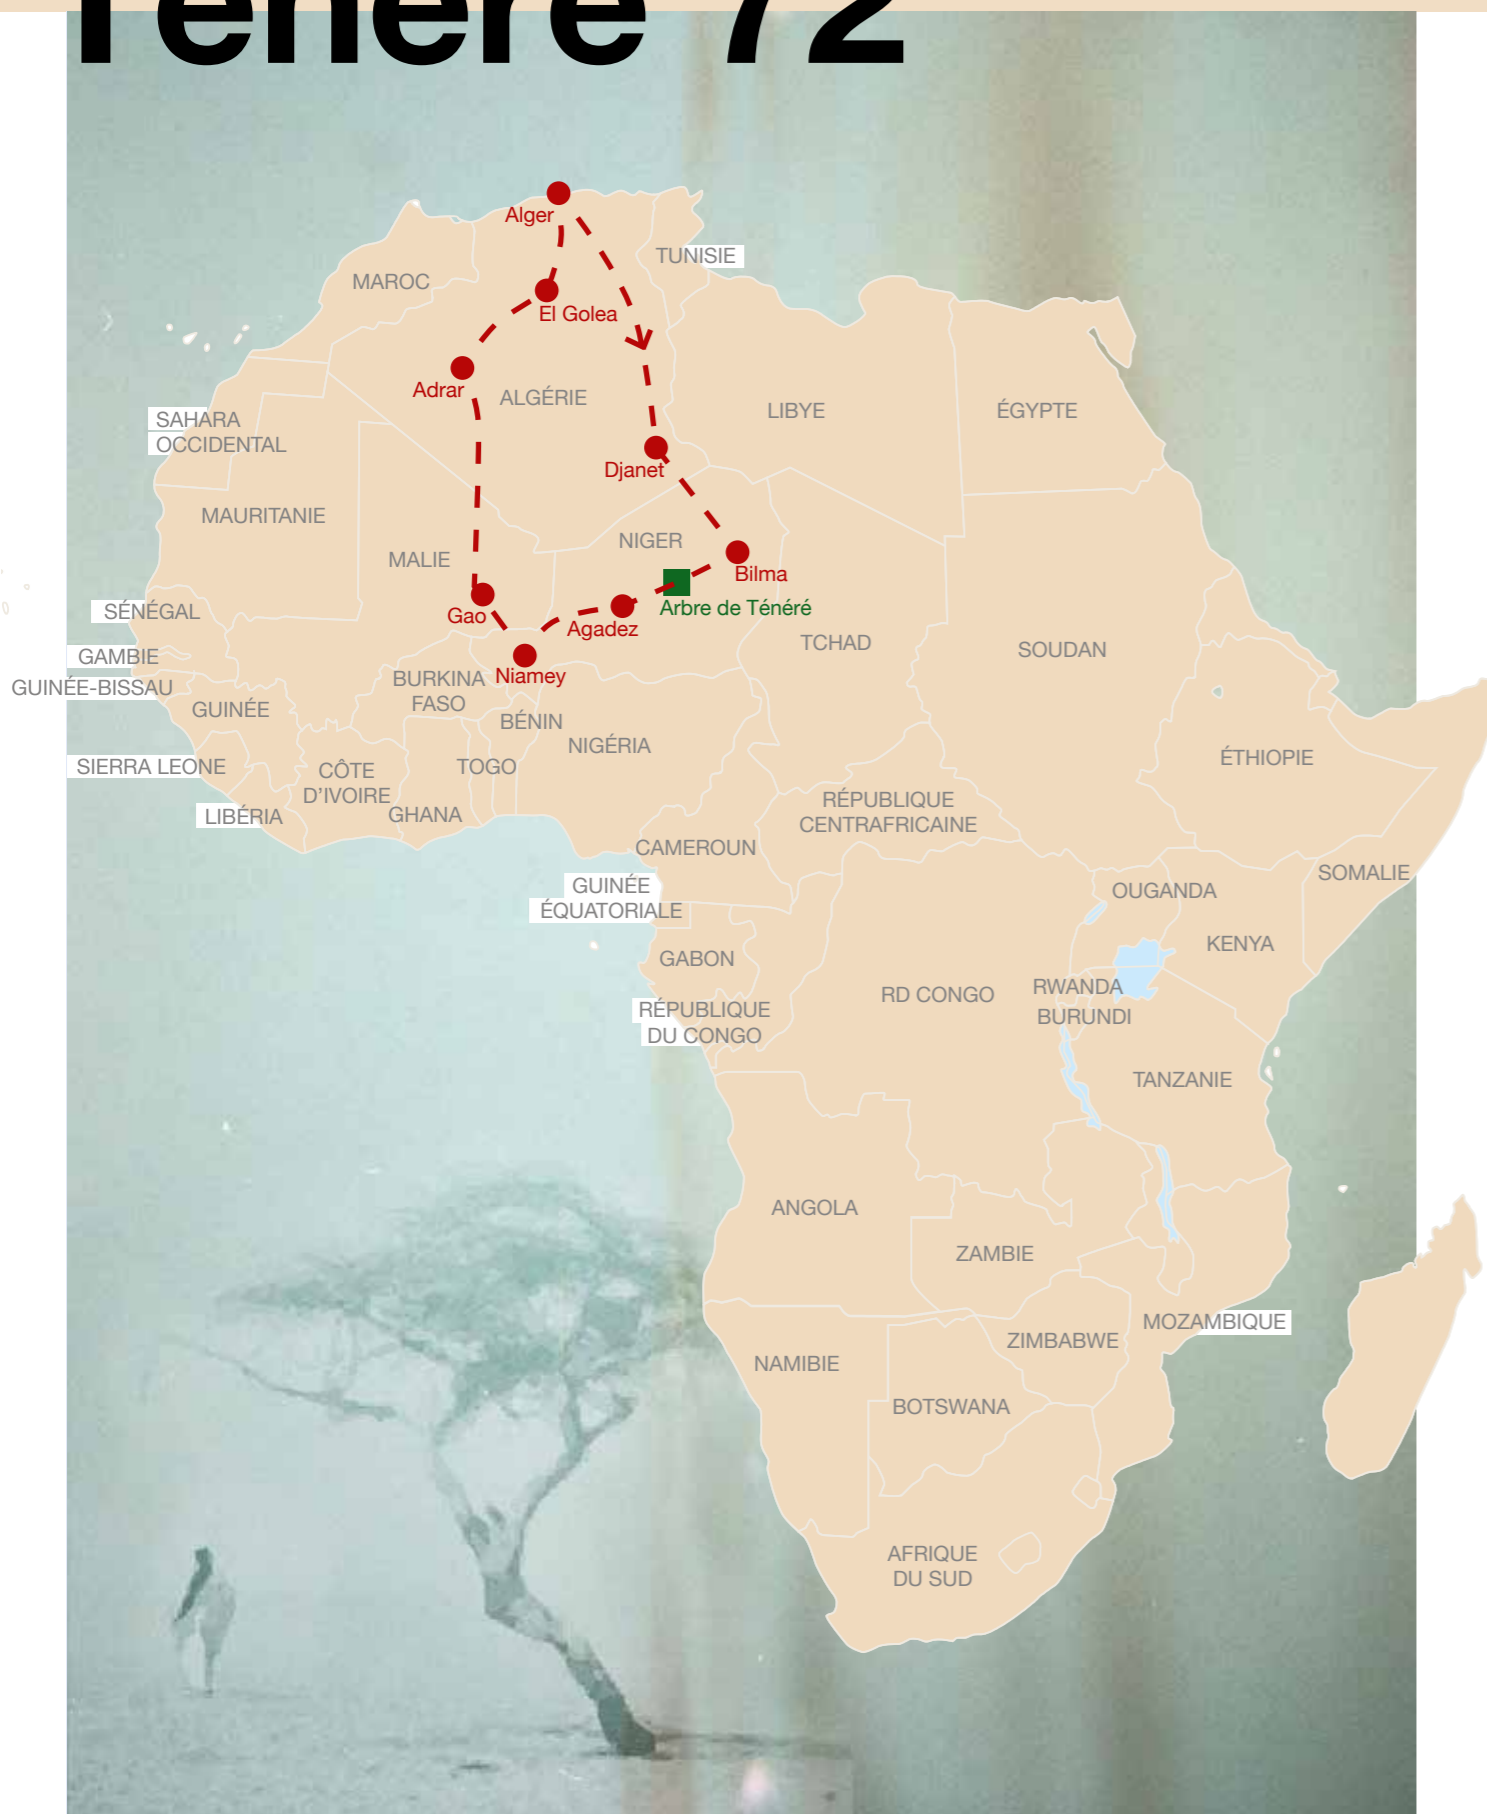 Ténéré 72
Alger
TUNISIE
MAROC
El Golea
Adrar
ALGÉRIE
LIBYE
ÉGYPTE
SAHARA
OCCIDENTAL
Djanet
MAURITANIE
NIGER
MALIE
Bilma
Arbre de Ténéré
SÉNÉGAL
Gao
Agadez
TCHAD
SOUDAN
GAMBIE
Niamey
GUINÉE-BISSAU
BURKINA
FASO
GUINÉE
BÉNIN
NIGÉRIA
ÉTHIOPIE
SIERRA LEONE
CÔTE
D'IVOIRE
TOGO
LIBÉRIA
GHANA
RÉPUBLIQUE
CENTRAFRICAINE
CAMEROUN
SOMALIE
GUINÉE
ÉQUATORIALE
OUGANDA
KENYA
GABON
RD CONGO
RWANDA
BURUNDI
RÉPUBLIQUE
DU CONGO
TANZANIE
ANGOLA
ZAMBIE
MOZAMBIQUE
ZIMBABWE
NAMIBIE
BOTSWANA
AFRIQUE
DU SUD